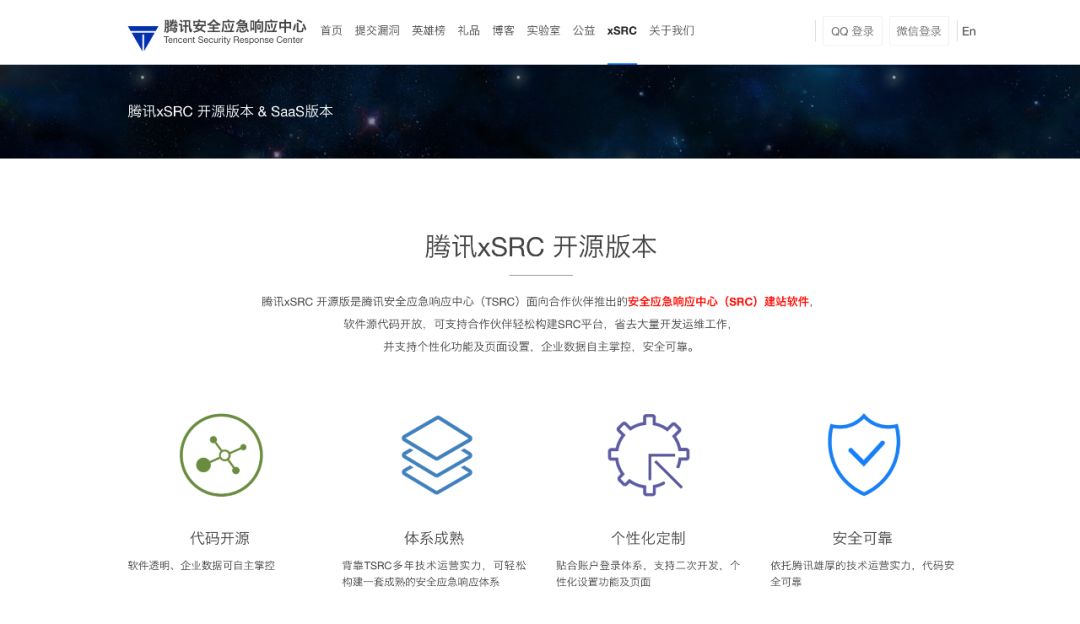 腾讯安全应急响应中心
Tencent Security Response Center
首页 提交漏洞 英雄榜 礼品 博客 实验室 公益 xSRC 关于我们
QQ 登录 微信登录 En
腾讯xSRC 开源版本 & SaaS版本
腾讯xSRC 开源版本
腾讯xSRC 开源版是腾讯安全应急响应中心（TSRC）面向合作伙伴推出的安全应急响应中心（SRC）建站软件，
软件源代码开放，可支持合作伙伴轻松构建SRC平台，省去大量开发运维工作，
并支持个性化功能及页面设置，企业数据自主掌控，安全可靠。
代码开源
软件透明、企业数据可自主掌控
体系成熟
背靠TSRC多年技术运营实力，可轻松
构建一套成熟的安全应急响应体系
个性化定制
贴合账户登录体系，支持二次开发，个
性化设置功能及页面
安全可靠
依托腾讯雄厚的技术运营实力，代码安
全可靠